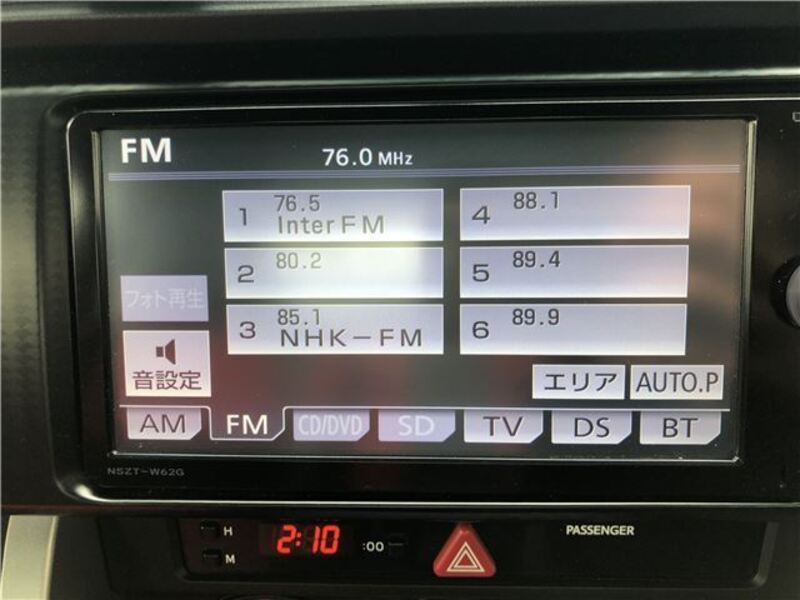 FM
76.0 MHz
1 76.5 InterFM
2 80.2
3 85.1 NHK-FM
4 88.1
5 89.4
6 89.9
フォト再生
音設定
エリア AUTO.P
AM FM CD/DVD SD TV DS BT
NSZT-W62G
H
M
2:10
:00
PASSENGER